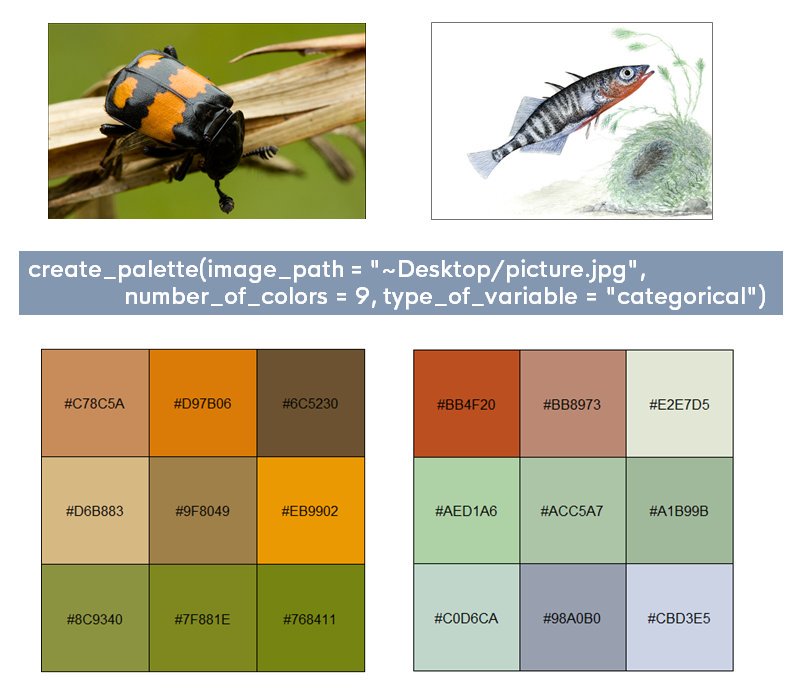 create_palette(image_path = "~Desktop/picture.jpg",
number_of_colors = 9, type_of_variable = "categorical")
#C78C5A #D97B06 #6C5230
#D6B883 #9F8049 #EB9902
#8C9340 #7F881E #768411
#BB4F20 #BB8973 #E2E7D5
#AED1A6 #ACC5A7 #A1B99B
#C0D6CA #98A0B0 #CBD3E5